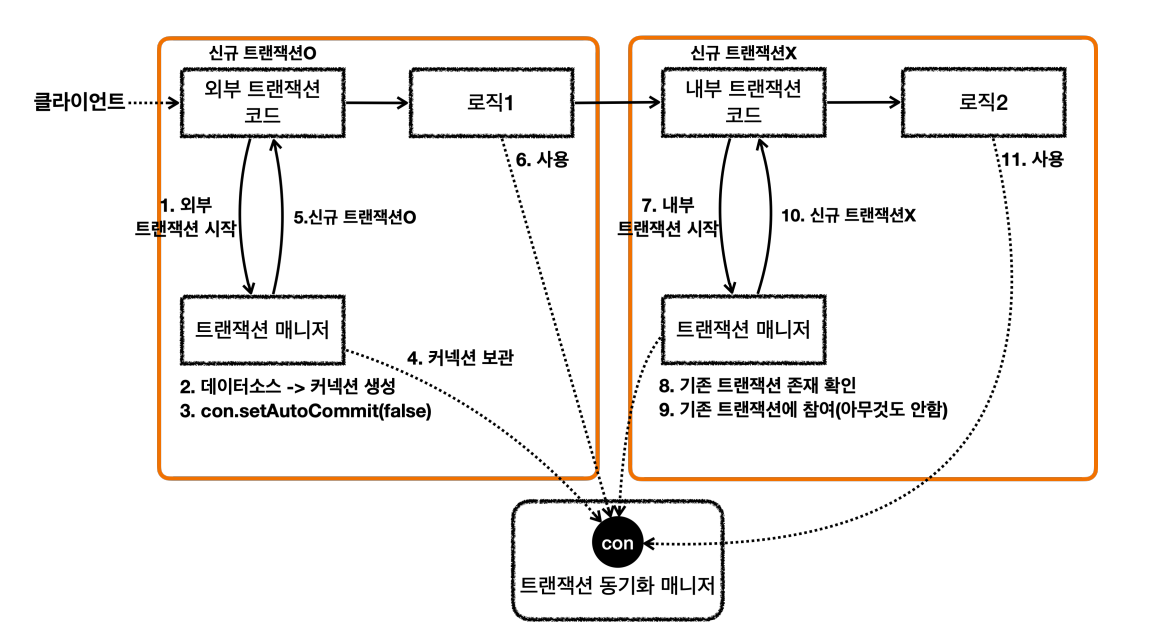 신규 트랜잭션O
신규 트랜잭션X
클라이언트
외부 트랜잭션
코드
로직1
내부 트랜잭션
코드
로직2
6. 사용
11. 사용
1. 외부
트랜잭션 시작
5.신규 트랜잭션O
7. 내부
트랜잭션 시작
10. 신규 트랜잭션X
트랜잭션 매니저
트랜잭션 매니저
4. 커넥션 보관
2. 데이터소스 -> 커넥션 생성
3. con.setAutoCommit(false)
8. 기존 트랜잭션 존재 확인
9. 기존 트랜잭션에 참여(아무것도 안함)
con
트랜잭션 동기화 매니저